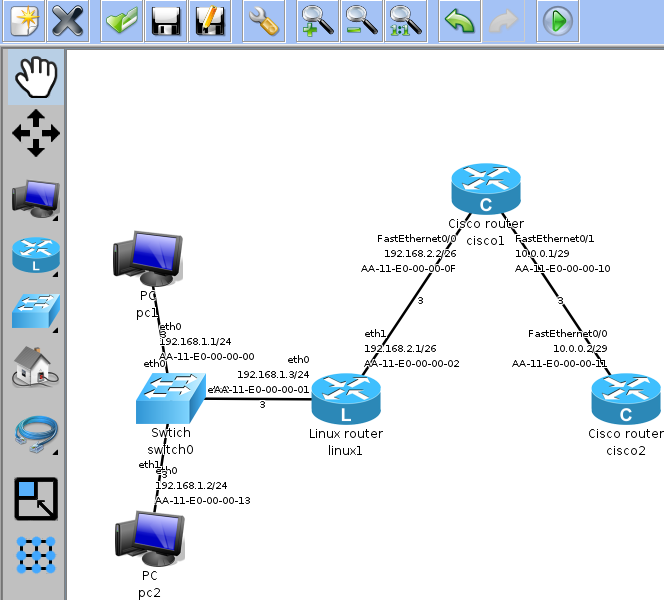 1:1
L
C
Cisco router
cisco1
FastEthernet0/0
192.168.2.2/26
AA-11-E0-00-00-0F
FastEthernet0/1
10.0.0.1/29
AA-11-E0-00-00-10
3
3
PC
pc1
eth0
3
192.168.1.1/24
AA-11-E0-00-00-00
eth0
eth0
192.168.1.3/24
AA-11-E0-00-00-01
3
eth1
192.168.2.1/26
AA-11-E0-00-00-02
FastEthernet0/0
10.0.0.2/29
AA-11-E0-00-00-11
Swtich
switch0
L
Linux router
linux1
C
Cisco router
cisco2
eth1
eth0
3
192.168.1.2/24
AA-11-E0-00-00-13
PC
pc2